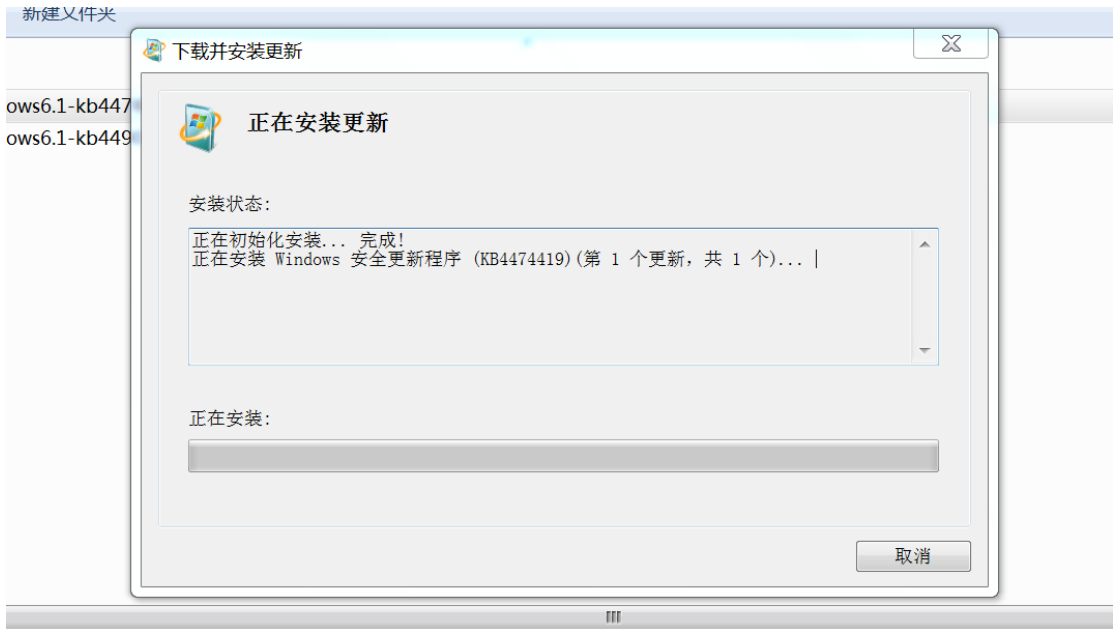 新建文件夹
下载并安装更新
ows6.1-kb447
ows6.1-kb449
正在安装更新
安装状态:
正在初始化安装... 完成!
正在安装 Windows 安全更新程序 (KB4474419)(第 1 个更新，共 1 个)...
正在安装:
取消